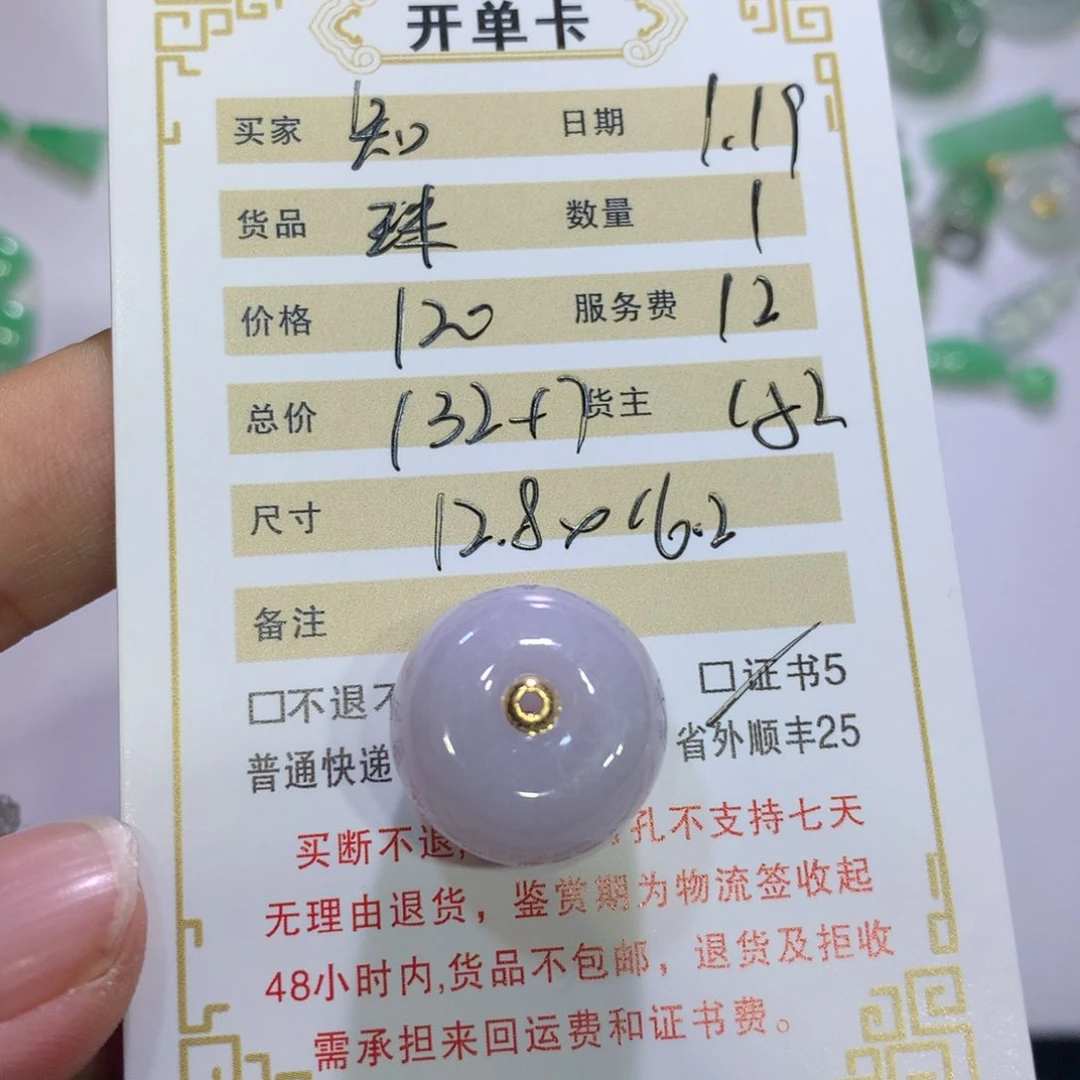 开单卡
买家 知 日期 1.19
货品 珠 数量 1
价格 120 服务费 12
总价 132+7 货主
尺寸 12.8×16.2
备注
□不退不 □证书5
普通快递 省外顺丰25
买断不退, 孔不支持七天
无理由退货，鉴赏期为物流签收起
48小时内,货品不包邮，退货及拒收
需承担来回运费和证书费。